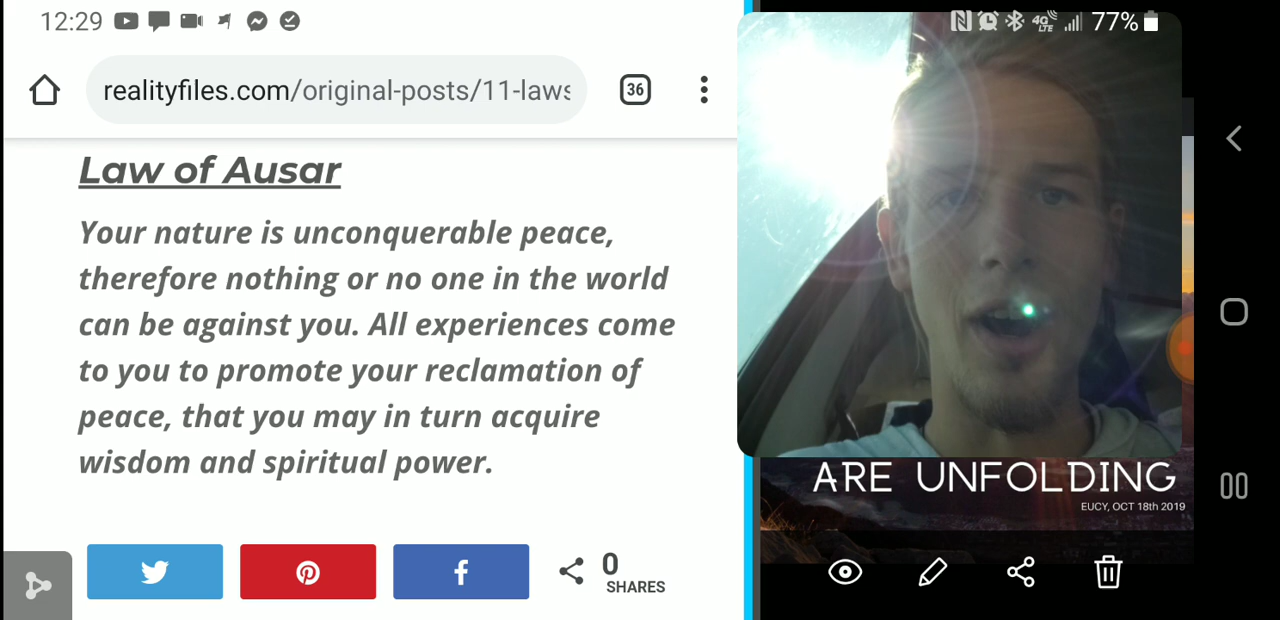 12:29
4G LTE 77%
realityfiles.com/original-posts/11-laws
36
Law of Ausar
Your nature is unconquerable peace,
therefore nothing or no one in the world
can be against you. All experiences come
to you to promote your reclamation of
peace, that you may in turn acquire
wisdom and spiritual power.
0
SHARES
ARE UNFOLDING
EUCY, OCT 18th 2019